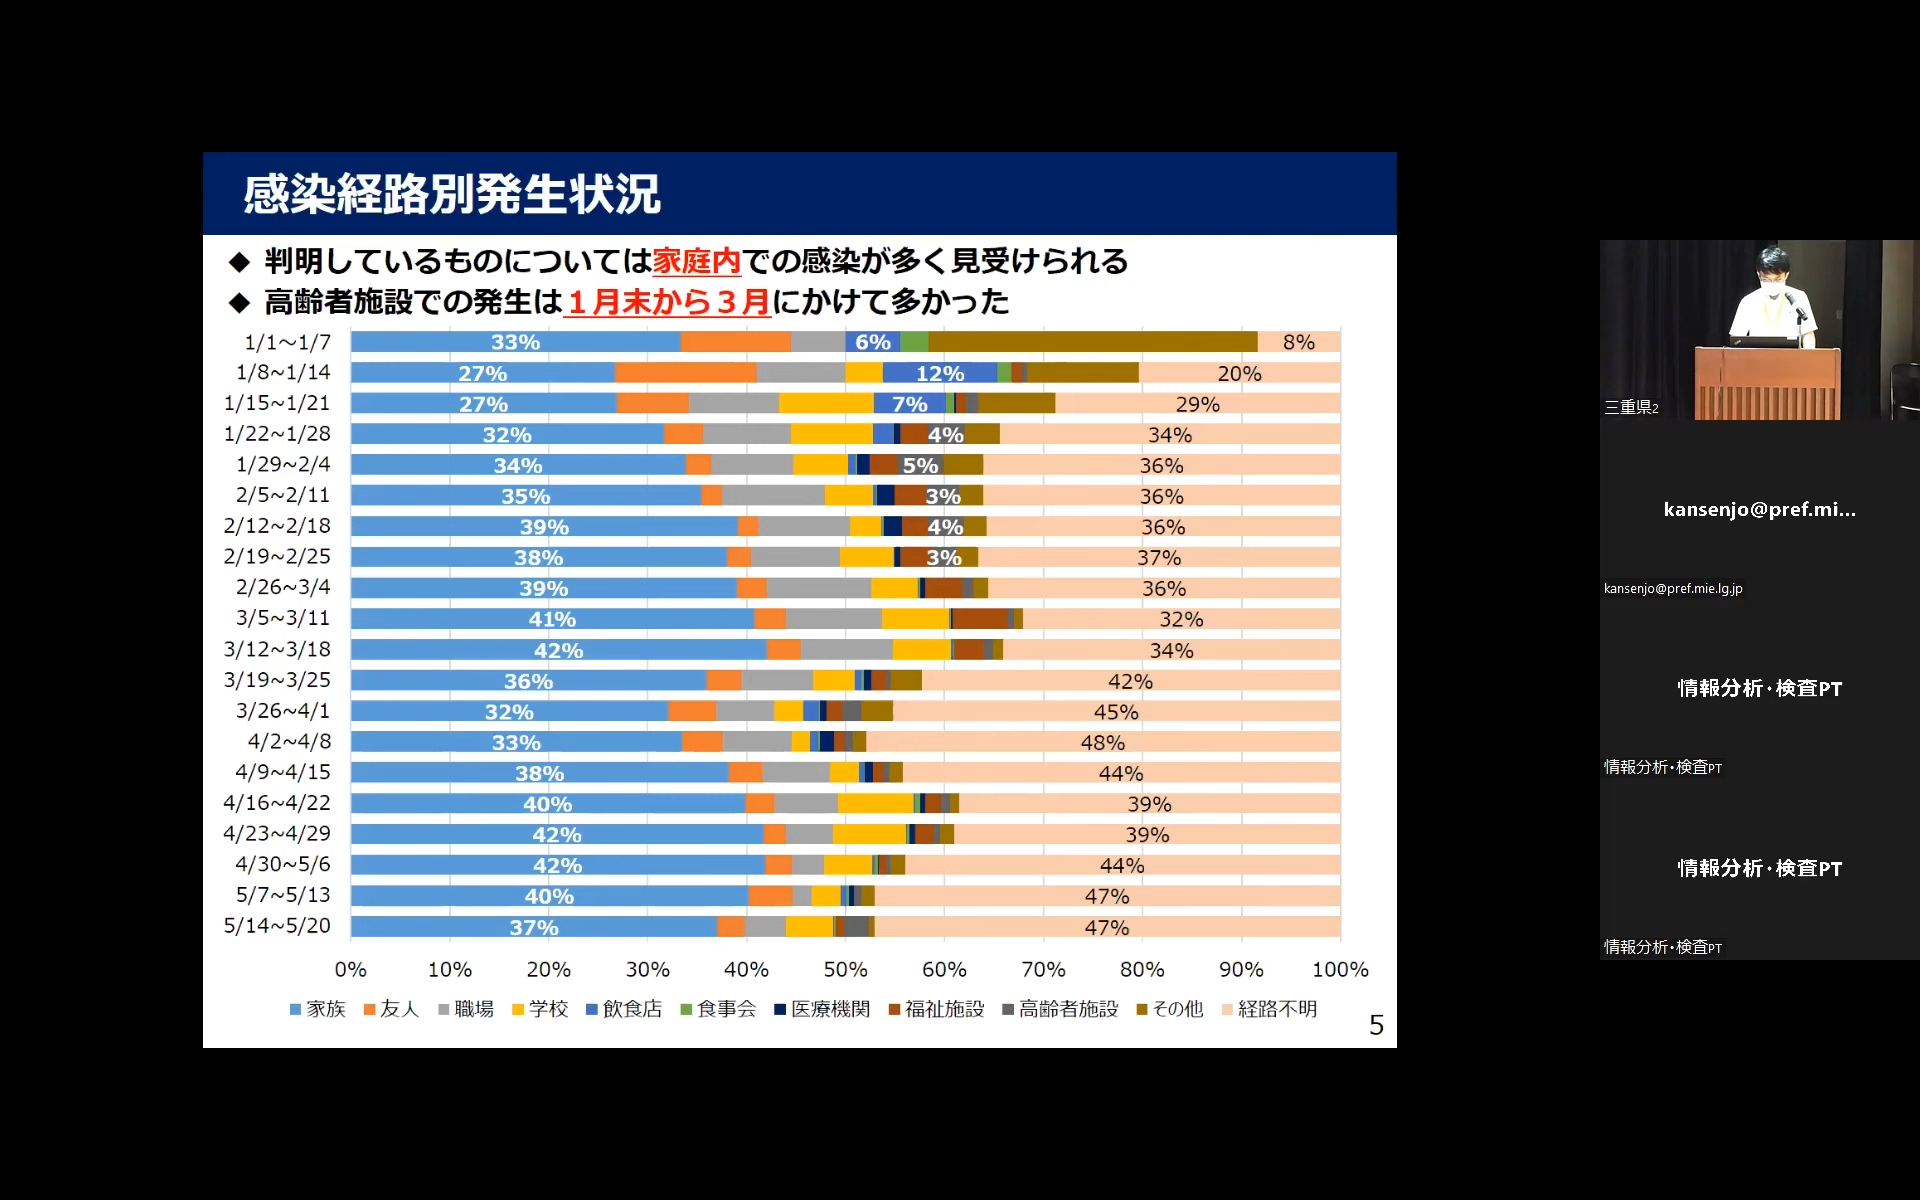 感染経路別発生状況
◆ 判明しているものについては家庭内での感染が多く見受けられる
◆ 高齢者施設での発生は１月末から３月にかけて多かった
1/1～1/7 33% 6% 8%
1/8~1/14 27% 12% 20%
1/15~1/21 27% 7% 29%
1/22~1/28 32% 4% 34%
1/29~2/4 34% 5% 36%
2/5~2/11 35% 3% 36%
2/12~2/18 39% 4% 36%
2/19~2/25 38% 3% 37%
2/26~3/4 39% 36%
3/5~3/11 41% 32%
3/12~3/18 42% 34%
3/19~3/25 36% 42%
3/26~4/1 32% 45%
4/2~4/8 33% 48%
4/9~4/15 38% 44%
4/16~4/22 40% 39%
4/23~4/29 42% 39%
4/30~5/6 42% 44%
5/7~5/13 40% 47%
5/14~5/20 37% 47%
0% 10% 20% 30% 40% 50% 60% 70% 80% 90% 100%
家族 友人 職場 学校 飲食店 食事会 医療機関 福祉施設 高齢者施設 その他 経路不明
5
三重県2
kansenjo@pref.mi...
kansenjo@pref.mie.lg.jp
情報分析・検査PT
情報分析・検査PT
情報分析・検査PT
情報分析・検査PT